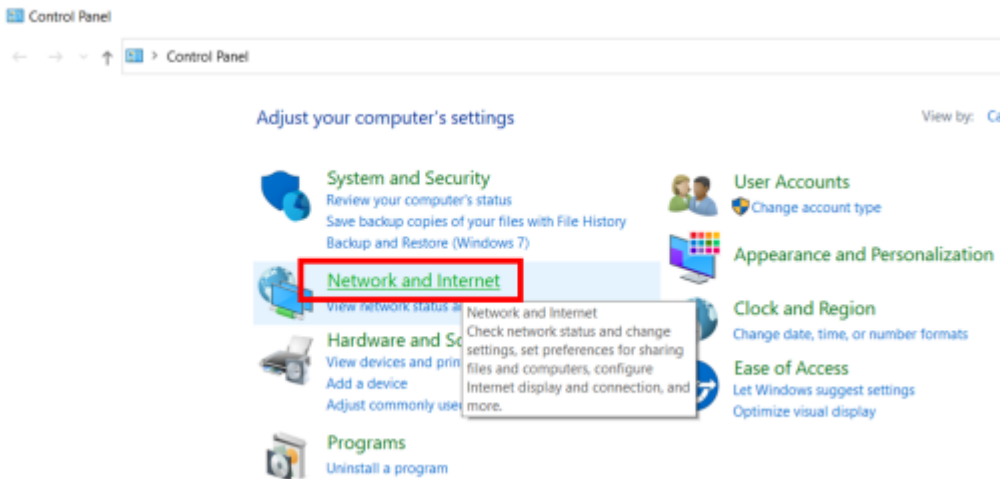 Control Panel
Control Panel
Adjust your computer's settings
View by:
System and Security
Review your computer's status
Save backup copies of your files with File History
Backup and Restore (Windows 7)
Network and Internet
View network status
Network and Internet
Check network status and change
settings, set preferences for sharing
files and computers, configure
Internet display and connection, and
more.
Hardware and
View devices and
Add a device
Adjust commonly
Programs
Uninstall a program
User Accounts
Change account type
Appearance and Personalization
Clock and Region
Change date, time, or number formats
Ease of Access
Let Windows suggest settings
Optimize visual display